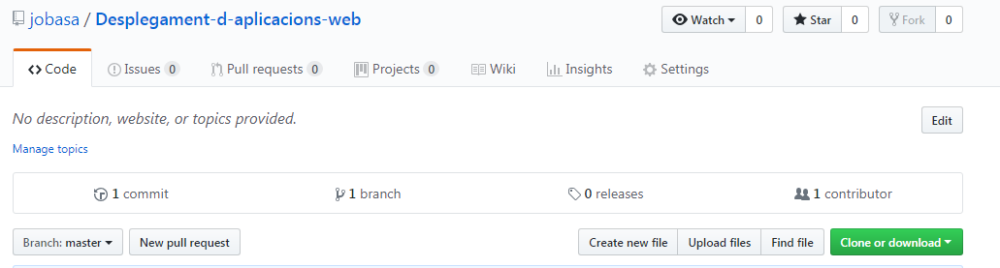 jobasa / Desplegament-d-aplicacions-web Watch 0 Star 0 Fork 0
Code Issues 0 Pull requests 0 Projects 0 Wiki Insights Settings
No description, website, or topics provided. Edit
Manage topics
1 commit 1 branch 0 releases 1 contributor
Branch: master New pull request Create new file Upload files Find file Clone or download